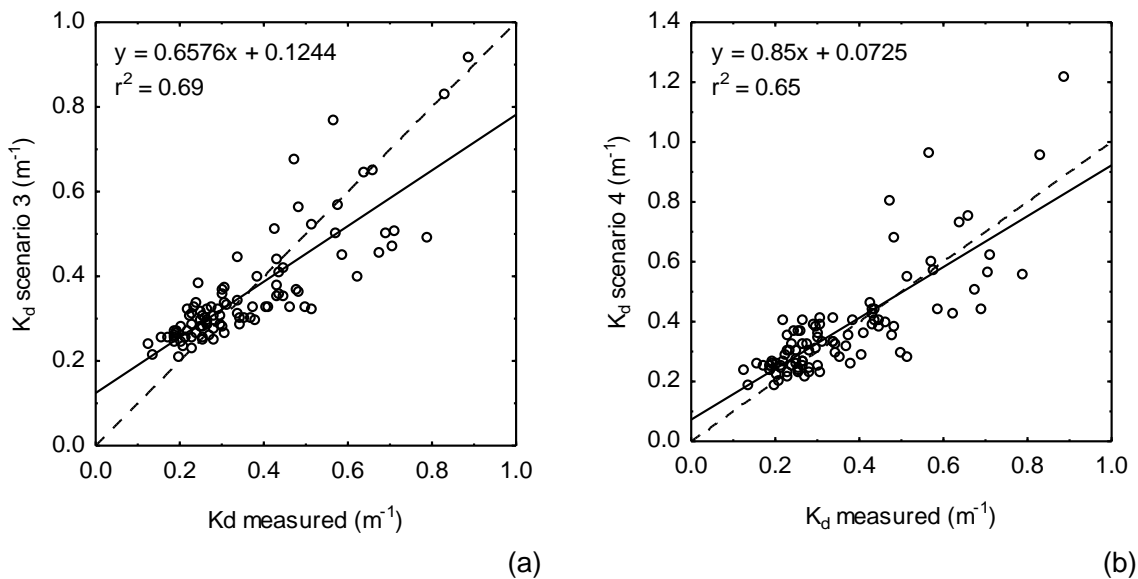 y = 0.6576x + 0.1244
r² = 0.69
K_d scenario 3 (m⁻¹)
1.0
0.8
0.6
0.4
0.2
0.0
0.0 0.2 0.4 0.6 0.8 1.0
Kd measured (m⁻¹)
(a)
y = 0.85x + 0.0725
r² = 0.65
K_d scenario 4 (m⁻¹)
1.4
1.2
1.0
0.8
0.6
0.4
0.2
0.0
0.0 0.2 0.4 0.6 0.8 1.0
K_d measured (m⁻¹)
(b)